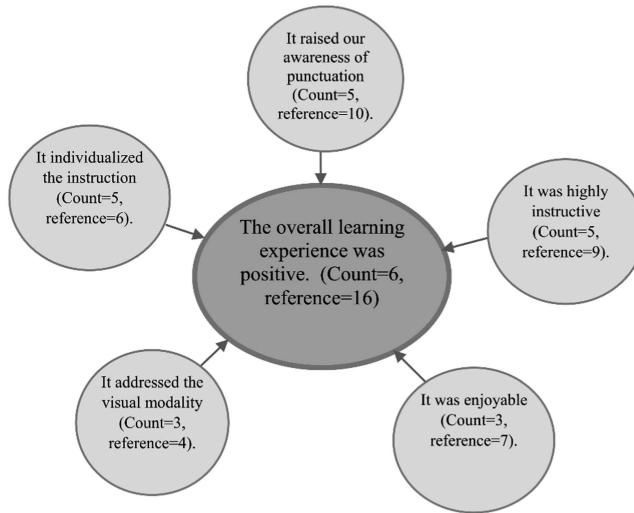 It raised our
awareness of
punctuation
(Count=5,
reference=10).
It individualized
the instruction
(Count=5,
reference=6).
The overall learning
experience was
positive.  (Count=6,
reference=16)
It was highly
instructive
(Count=5,
reference=9).
It addressed the
visual modality
(Count=3,
reference=4).
It was enjoyable
(Count=3,
reference=7).